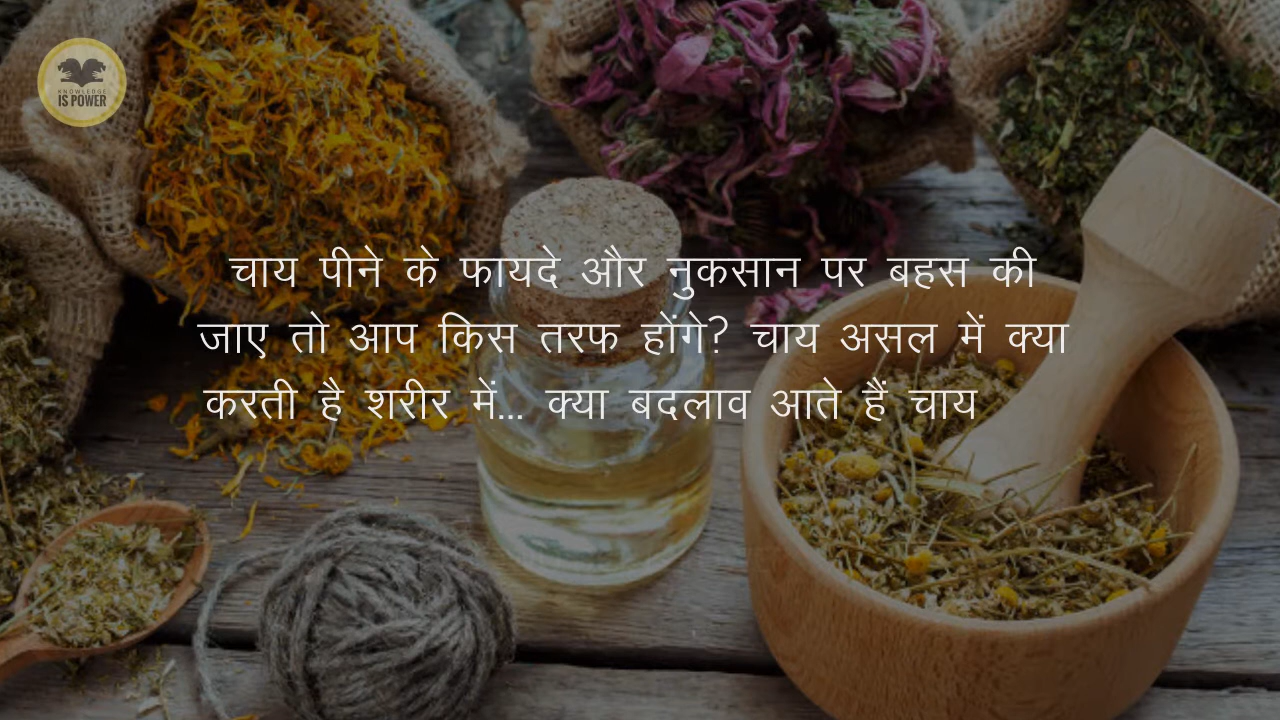 KNOWLEDGE
IS POWER
चाय पीने के फायदे और नुकसान पर बहस की
जाए तो आप किस तरफ होंगे? चाय असल में क्या
करती है शरीर में... क्या बदलाव आते हैं चाय